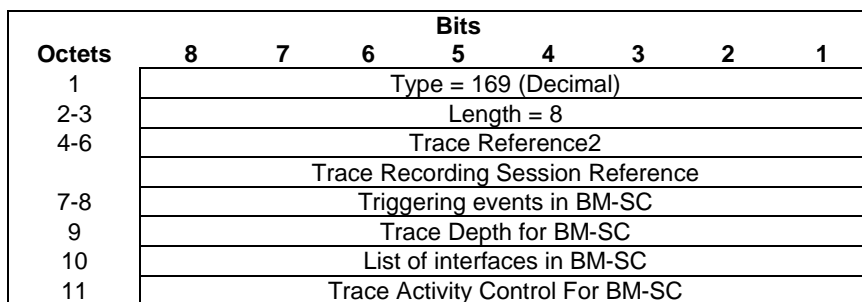 Bits
Octets 8 7 6 5 4 3 2 1
1 Type = 169 (Decimal)
2-3 Length = 8
4-6 Trace Reference2
Trace Recording Session Reference
7-8 Triggering events in BM-SC
9 Trace Depth for BM-SC
10 List of interfaces in BM-SC
11 Trace Activity Control For BM-SC